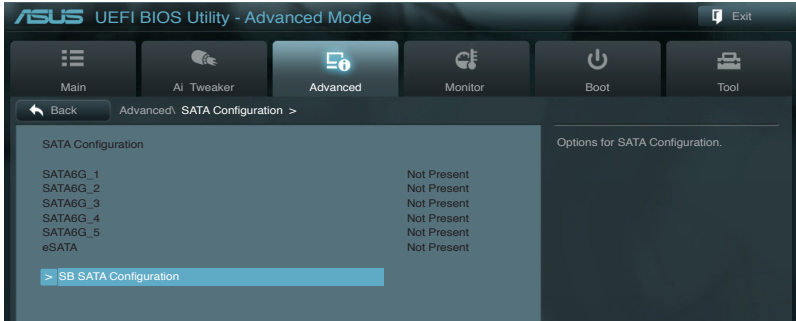 ASUS UEFI BIOS Utility - Advanced Mode Exit
Main Ai Tweaker Advanced Monitor Boot Tool
Back Advanced\ SATA Configuration >
SATA Configuration
Options for SATA Configuration.
SATA6G_1 Not Present
SATA6G_2 Not Present
SATA6G_3 Not Present
SATA6G_4 Not Present
SATA6G_5 Not Present
eSATA Not Present
> SB SATA Configuration